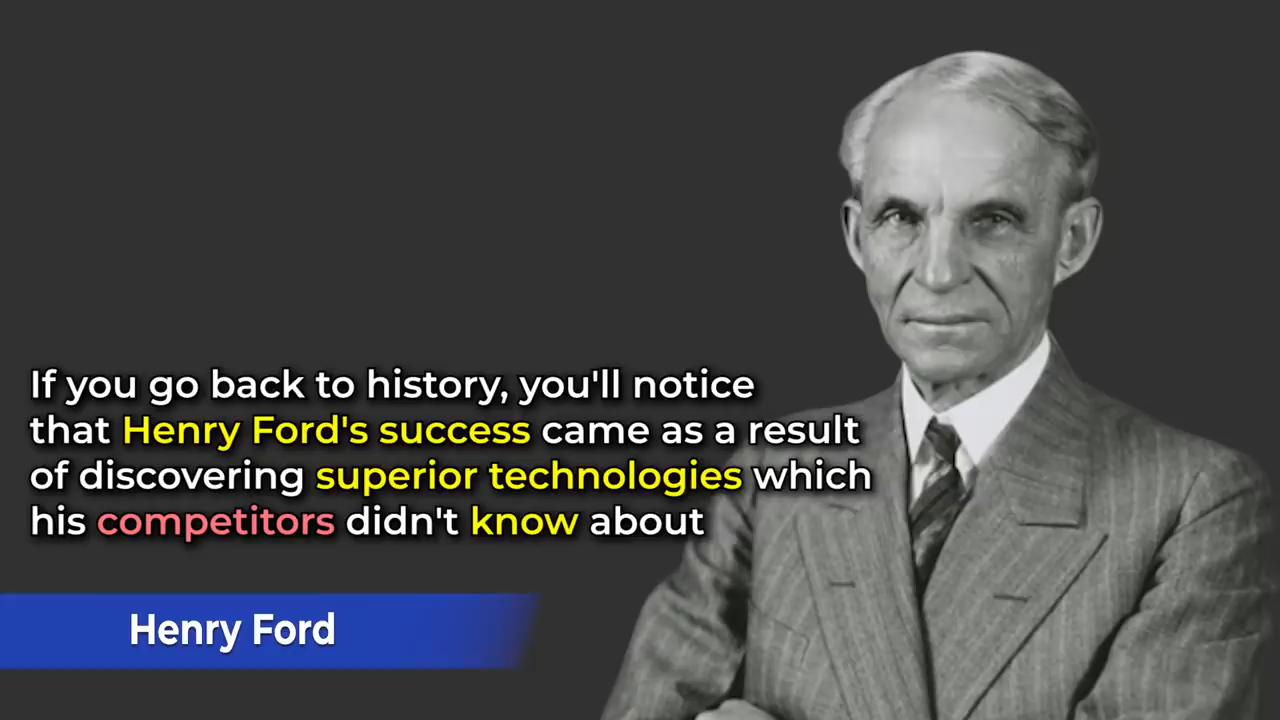 If you go back to history, you'll notice
that Henry Ford's success came as a result
of discovering superior technologies which
his competitors didn't know about
Henry Ford